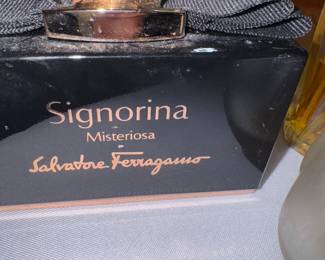 Signorina
Misteriosa
Salvatore Ferragamo